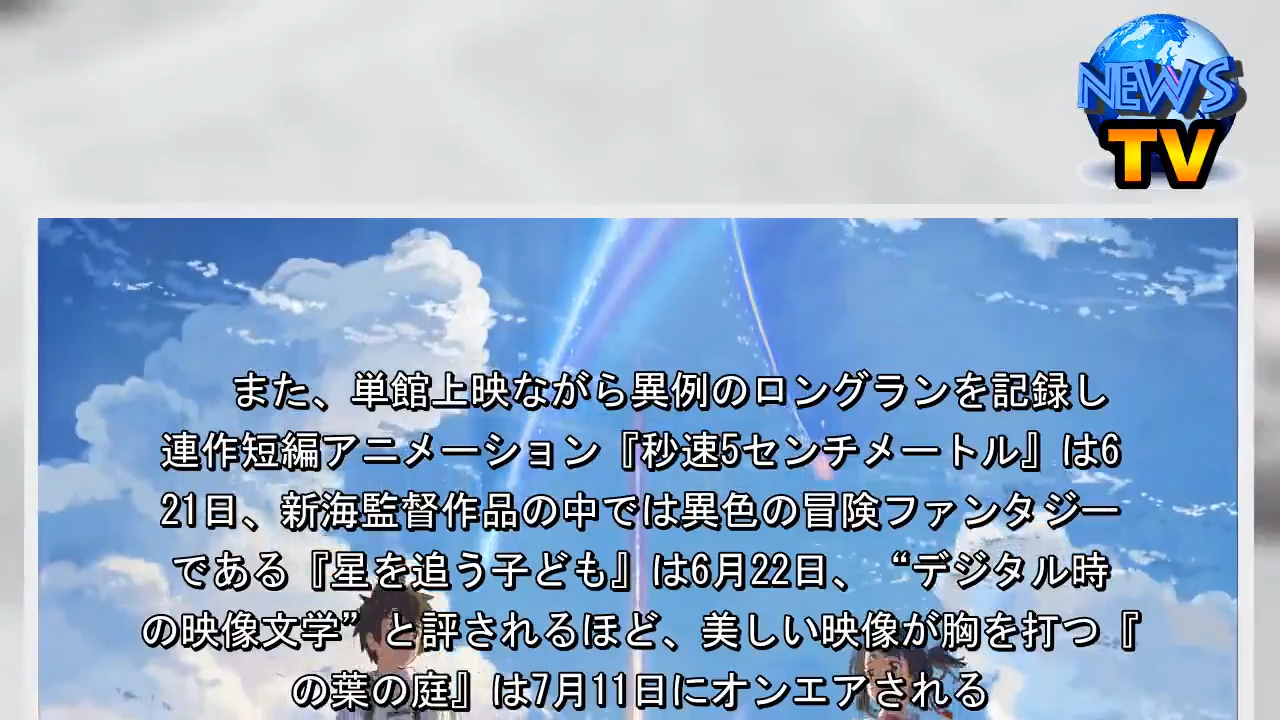 NEWS
TV
また、単館上映ながら異例のロングランを記録し
連作短編アニメーション『秒速5センチメートル』は6
21日、新海監督作品の中では異色の冒険ファンタジー
である『星を追う子ども』は6月22日、“デジタル時
の映像文学”と評されるほど、美しい映像が胸を打つ『
の葉の庭』は7月11日にオンエアされる